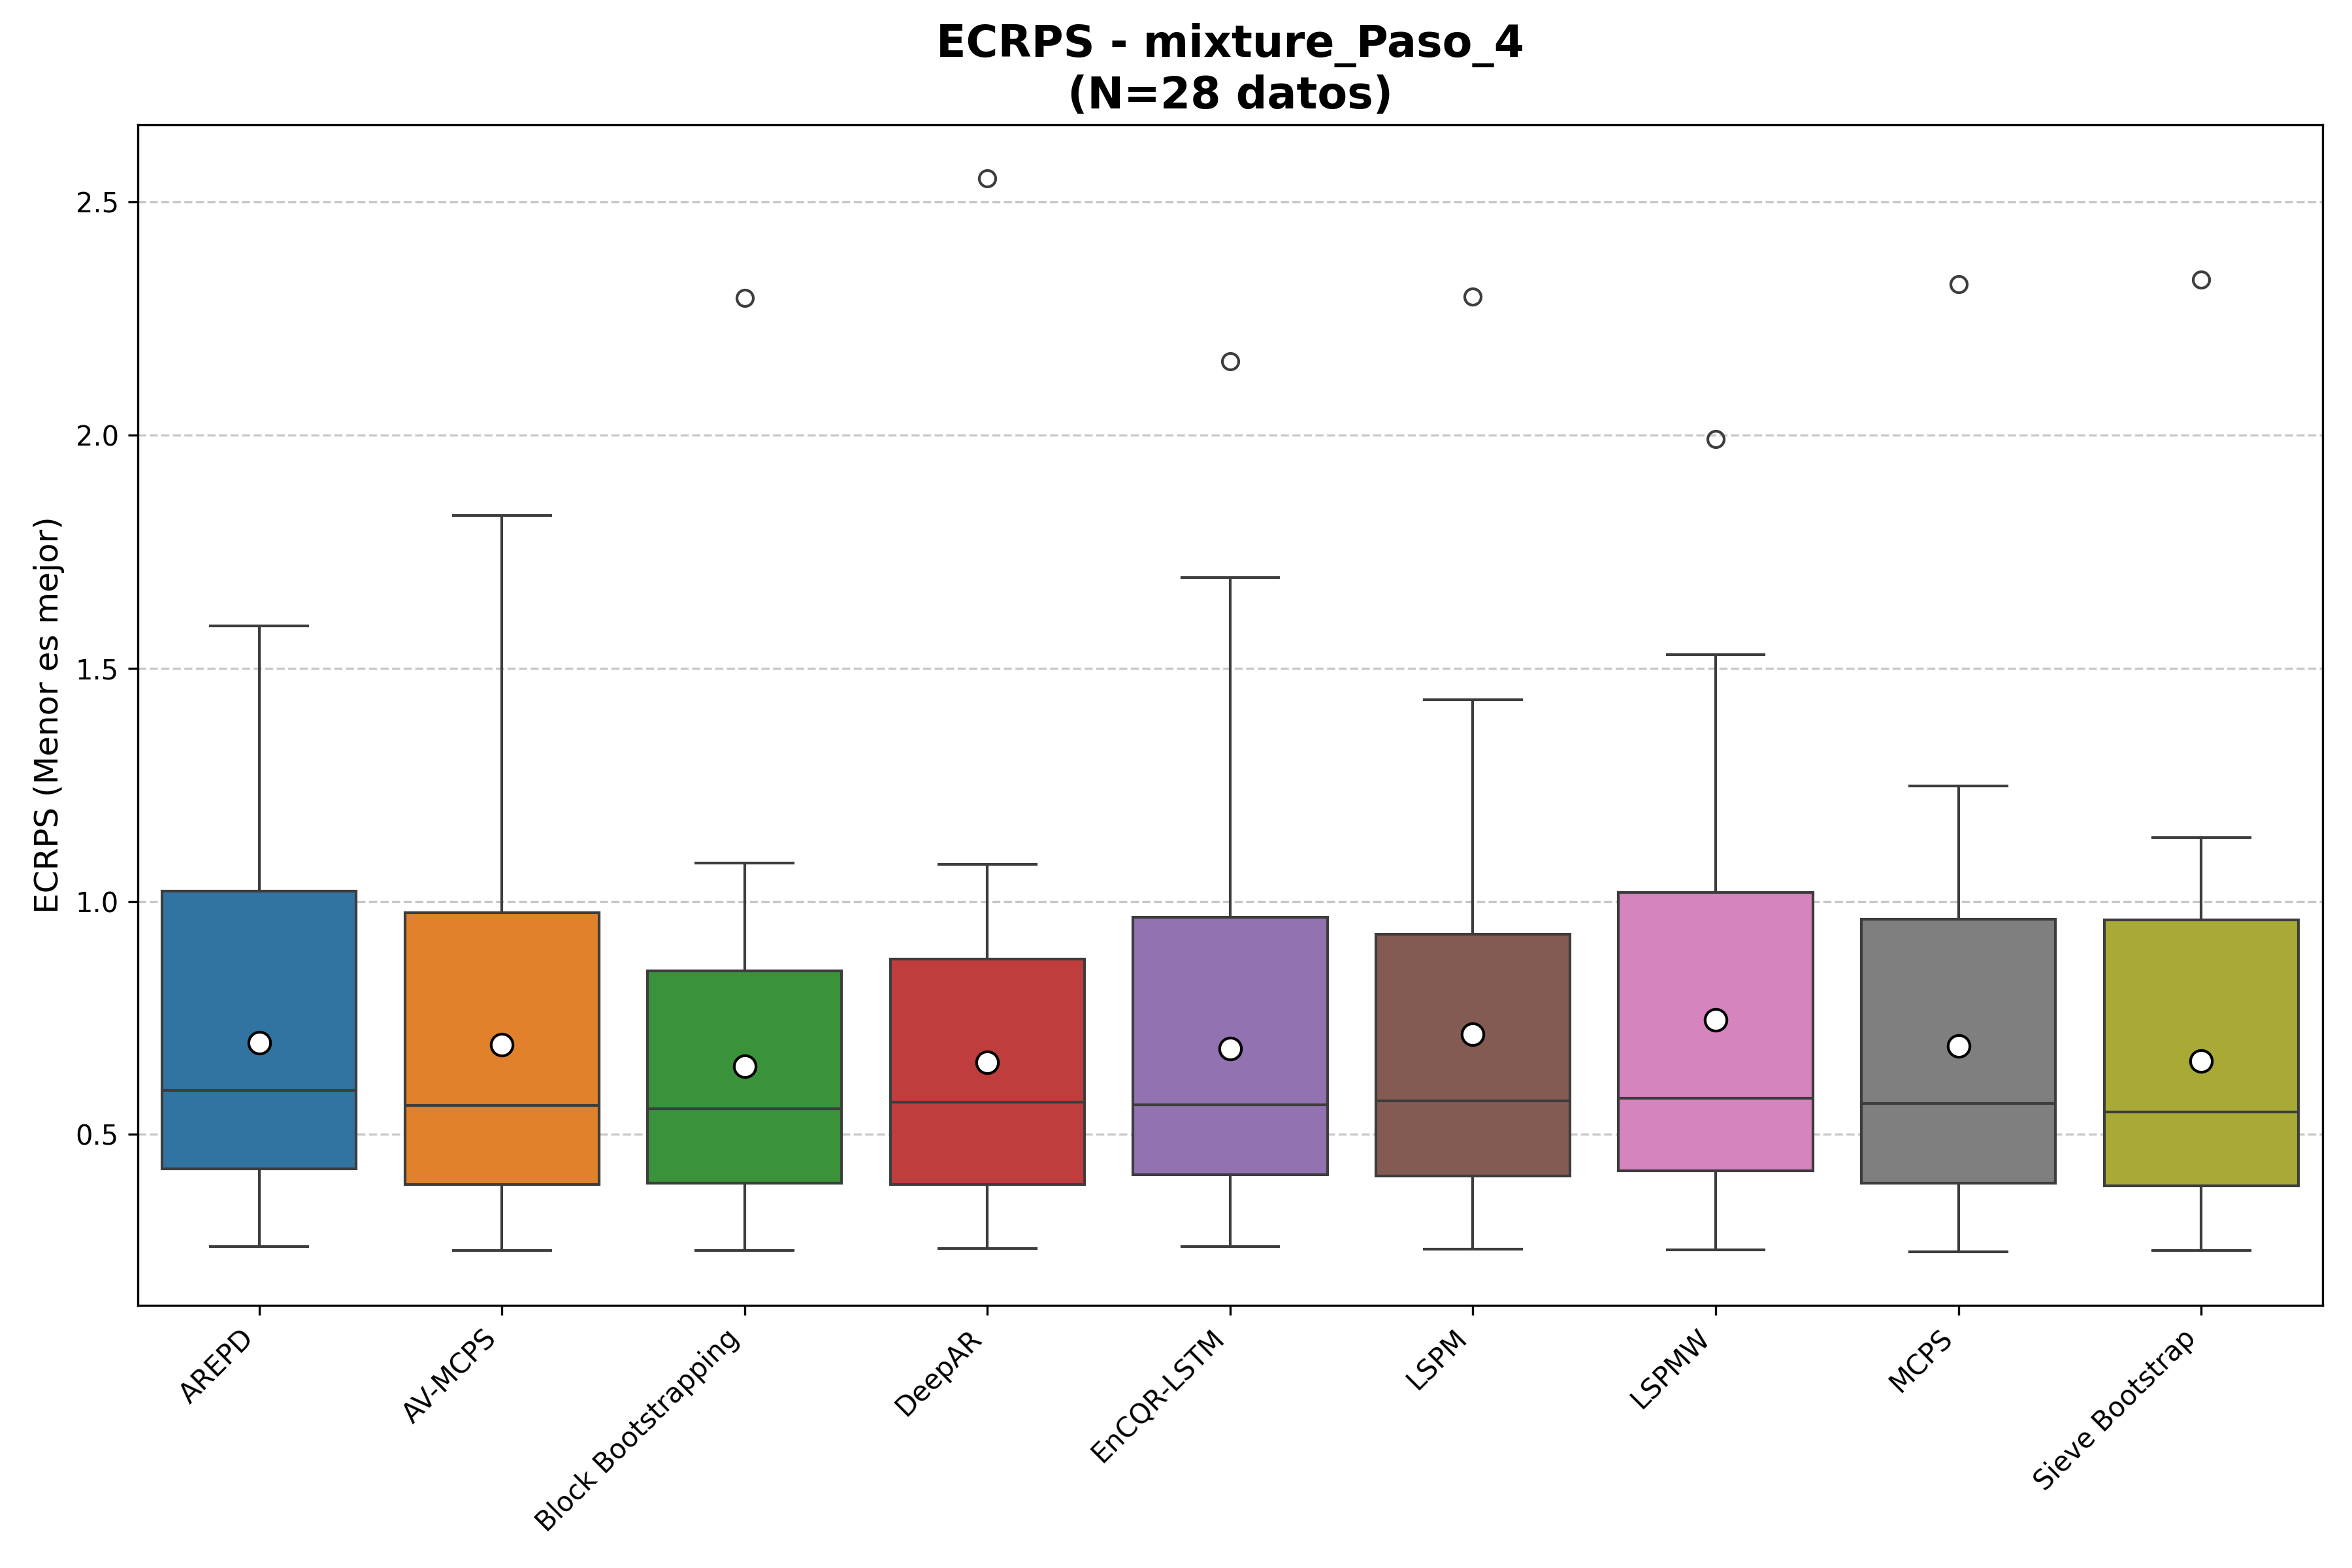 ECRPS - mixture_Paso_4
(N=28 datos)
ECRPS (Menor es mejor)
2.5
2.0
1.5
1.0
0.5
AREPD
AV-MCPS
Block Bootstrapping
DeepAR
EnCQR-LSTM
LSPM
LSPMW
MCPS
Sieve Bootstrap